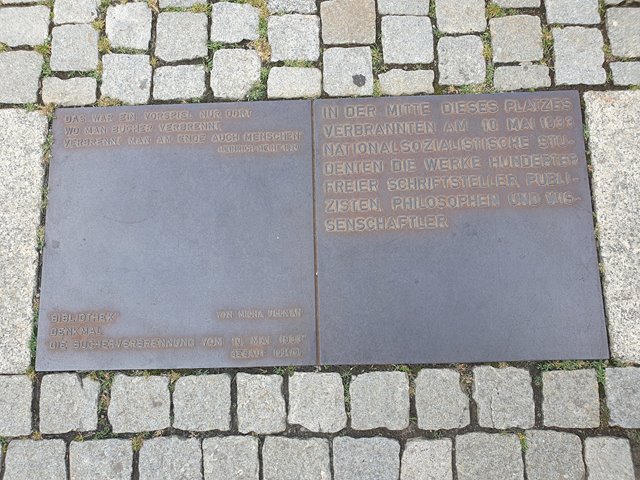 DAS WAR EIN VORSPIEL NUR, DORT
WO MAN BÜCHER VERBRENNT,
VERBRENNT MAN AM ENDE AUCH MENSCHEN
HEINRICH HEINE 1820
BIBLIOTHEK
VON MICHA ULLMAN
DENKMAL
DIE BÜCHERVERBRENNUNG VOM 10. MAI 1933
GEBAUT
IN DER MITTE DIESES PLATZES
VERBRANNTEN AM 10. MAI 1933
NATIONALSOZIALISTISCHE STU-
DENTEN DIE WERKE HUNDERTER
FREIER SCHRIFTSTELLER, PUBLI-
ZISTEN, PHILOSOPHEN UND WIS-
SENSCHAFTLER